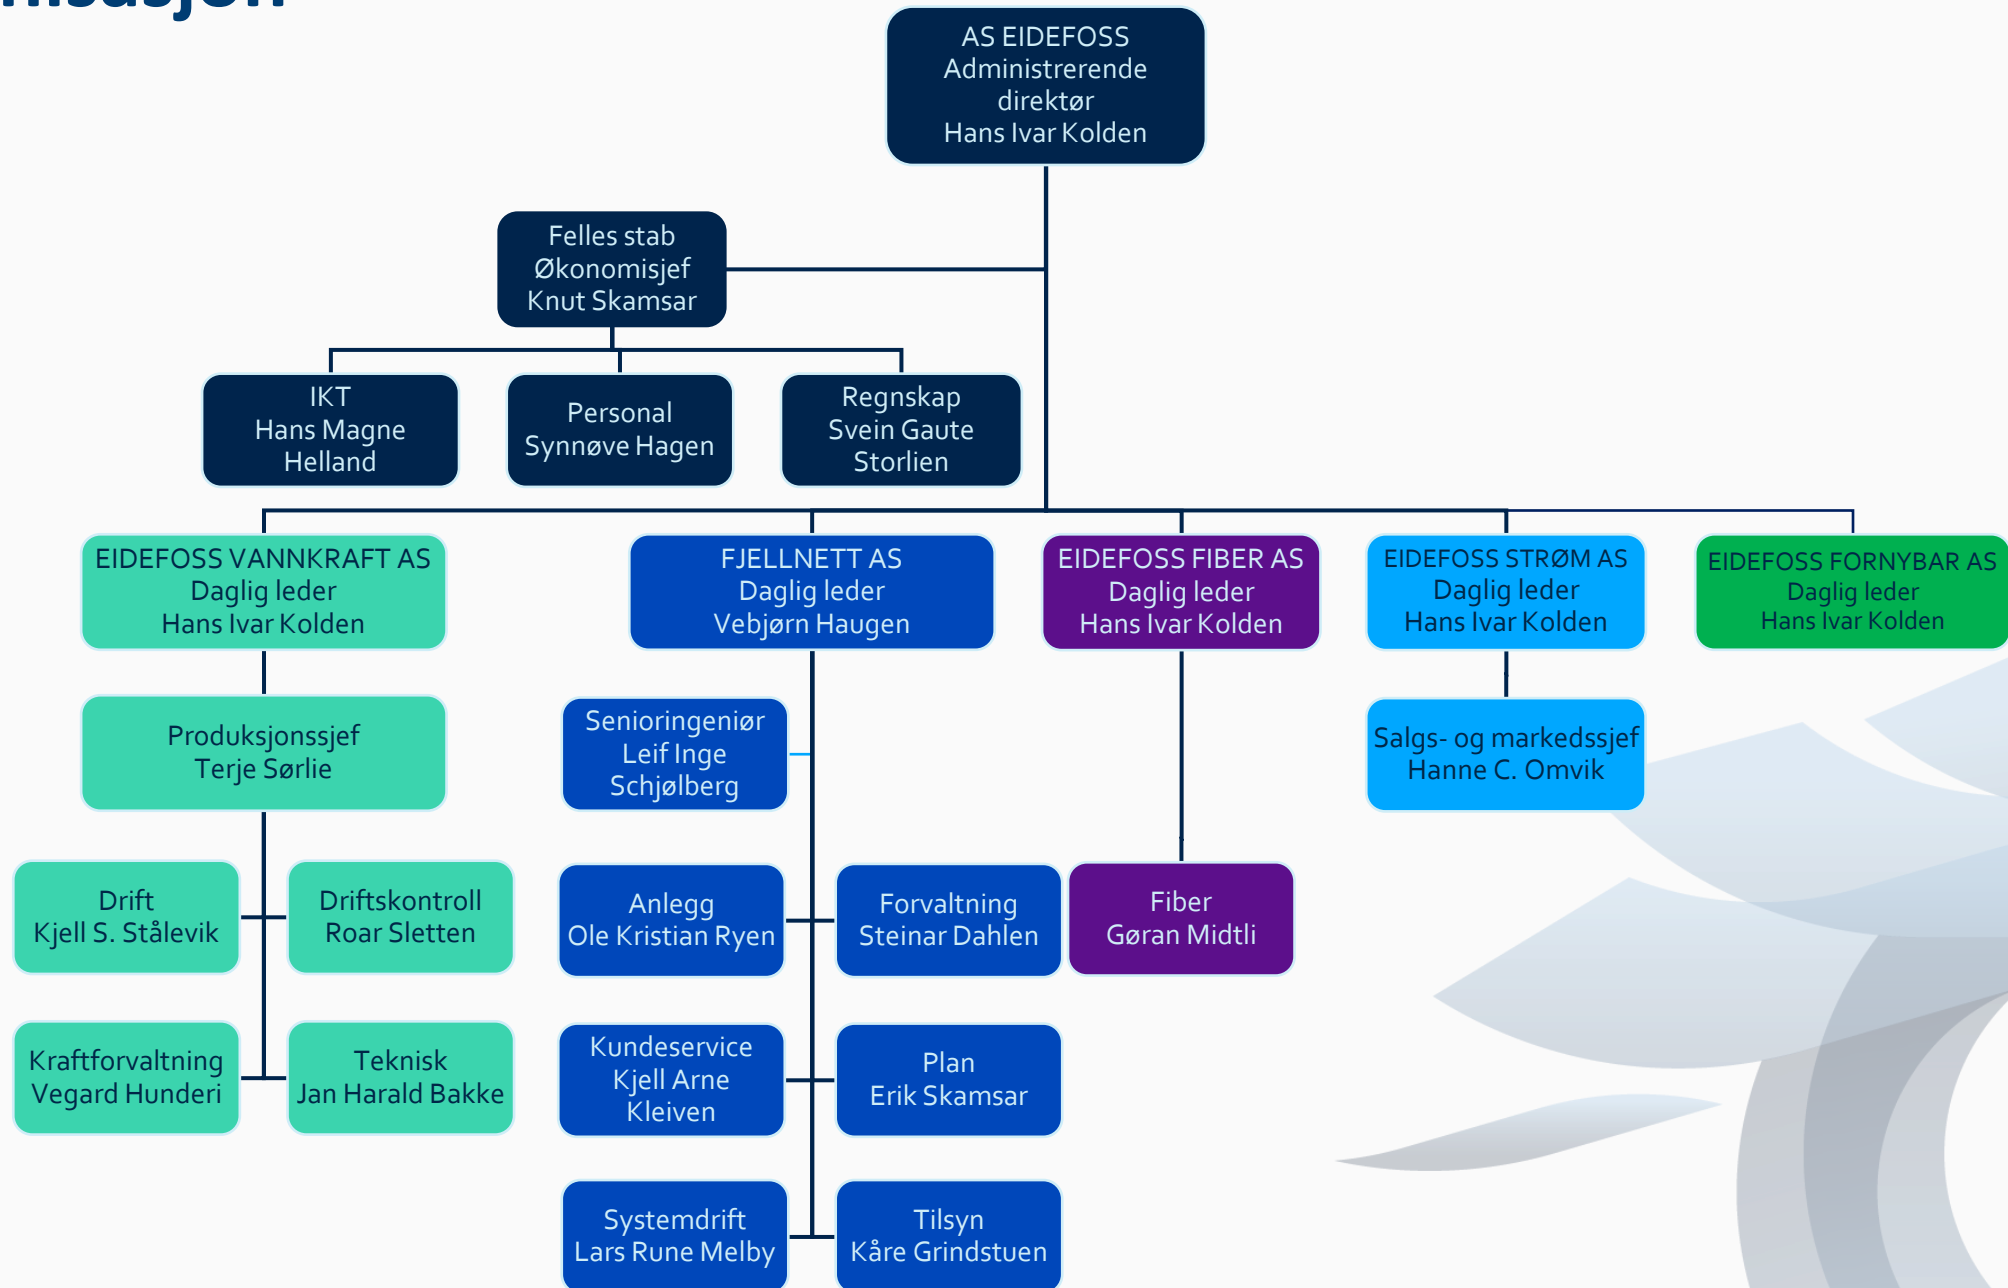 AS EIDEFOSS
Administrerende
direktør
Hans Ivar Kolden
Felles stab
Økonomisjef
Knut Skamsar
IKT
Hans Magne
Helland
Personal
Synnøve Hagen
Regnskap
Svein Gaute
Storlien
EIDEFOSS VANNKRAFT AS
Daglig leder
Hans Ivar Kolden
FJELLNETT AS
Daglig leder
Vebjørn Haugen
EIDEFOSS FIBER AS
Daglig leder
Hans Ivar Kolden
EIDEFOSS STRØM AS
Daglig leder
Hans Ivar Kolden
EIDEFOSS FORNYBAR AS
Daglig leder
Hans Ivar Kolden
Produksjonssjef
Terje Sørlie
Senioringeniør
Leif Inge
Schjølberg
Salgs- og markedssjef
Hanne C. Omvik
Drift
Kjell S. Stålevik
Driftskontroll
Roar Sletten
Anlegg
Ole Kristian Ryen
Forvaltning
Steinar Dahlen
Fiber
Gøran Midtli
Kraftforvaltning
Vegard Hunderi
Teknisk
Jan Harald Bakke
Kundeservice
Kjell Arne
Kleiven
Plan
Erik Skamsar
Systemdrift
Lars Rune Melby
Tilsyn
Kåre Grindstuen